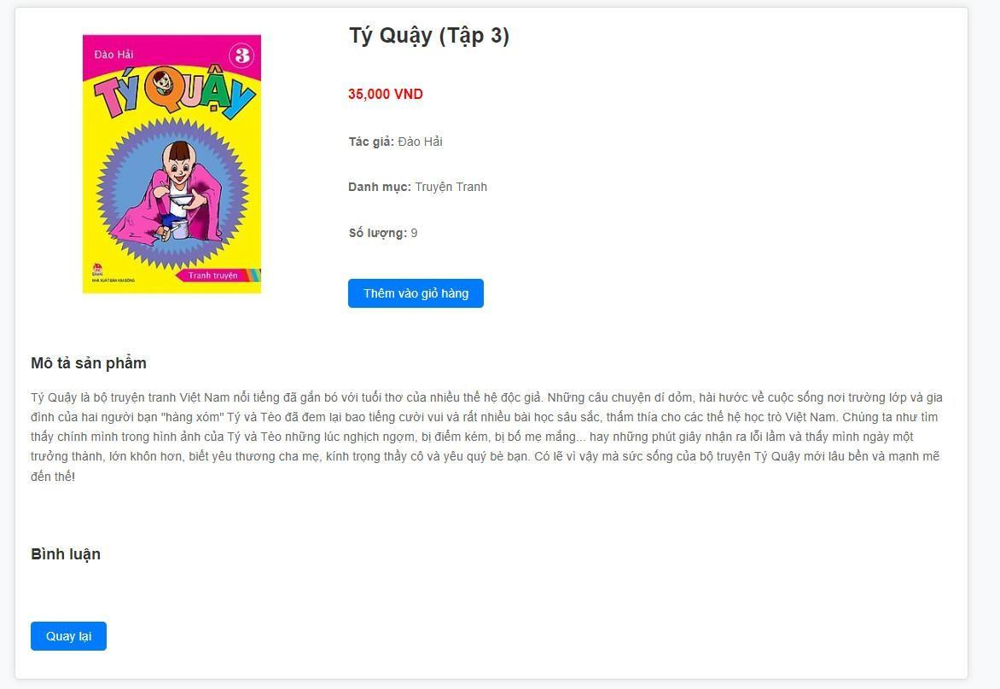 Đào Hải
3
TÝ QUẬY
NHÀ XUẤT BẢN KIM ĐỒNG
Tranh truyện
Tý Quậy (Tập 3)
35,000 VND
Tác giả: Đào Hải
Danh mục: Truyện Tranh
Số lượng: 9
Thêm vào giỏ hàng
Mô tả sản phẩm
Tý Quậy là bộ truyện tranh Việt Nam nổi tiếng đã gắn bó với tuổi thơ của nhiều thế hệ độc giả. Những câu chuyện dí dỏm, hài hước về cuộc sống nơi trường lớp và gia
đình của hai người bạn "hàng xóm" Tý và Tèo đã đem lại bao tiếng cười vui và rất nhiều bài học sâu sắc, thấm thía cho các thế hệ học trò Việt Nam. Chúng ta như tìm
thấy chính mình trong hình ảnh của Tý và Tèo những lúc nghịch ngợm, bị điểm kém, bị bố mẹ mắng... hay những phút giây nhận ra lỗi lầm và thấy mình ngày một
trưởng thành, lớn khôn hơn, biết yêu thương cha mẹ, kính trọng thầy cô và yêu quý bè bạn. Có lẽ vì vậy mà sức sống của bộ truyện Tý Quậy mới lâu bền và mạnh mẽ
đến thế!
Bình luận
Quay lại